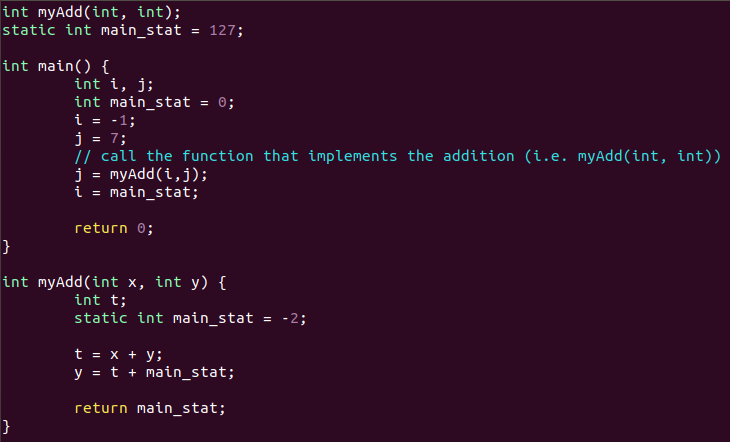 int myAdd(int, int);
static int main_stat = 127;

int main() {
        int i, j;
        int main_stat = 0;
        i = -1;
        j = 7;
        // call the function that implements the addition (i.e. myAdd(int, int))
        j = myAdd(i,j);
        i = main_stat;

        return 0;
}

int myAdd(int x, int y) {
        int t;
        static int main_stat = -2;

        t = x + y;
        y = t + main_stat;

        return main_stat;
}